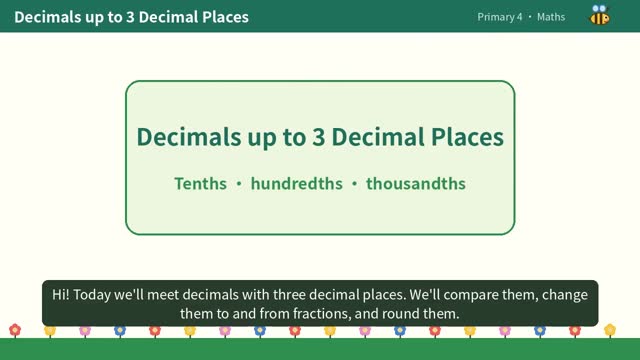 Decimals up to 3 Decimal Places
Primary 4 • Maths
Decimals up to 3 Decimal Places
Tenths • hundredths • thousandths
Hi! Today we'll meet decimals with three decimal places. We'll compare them, change
them to and from fractions, and round them.